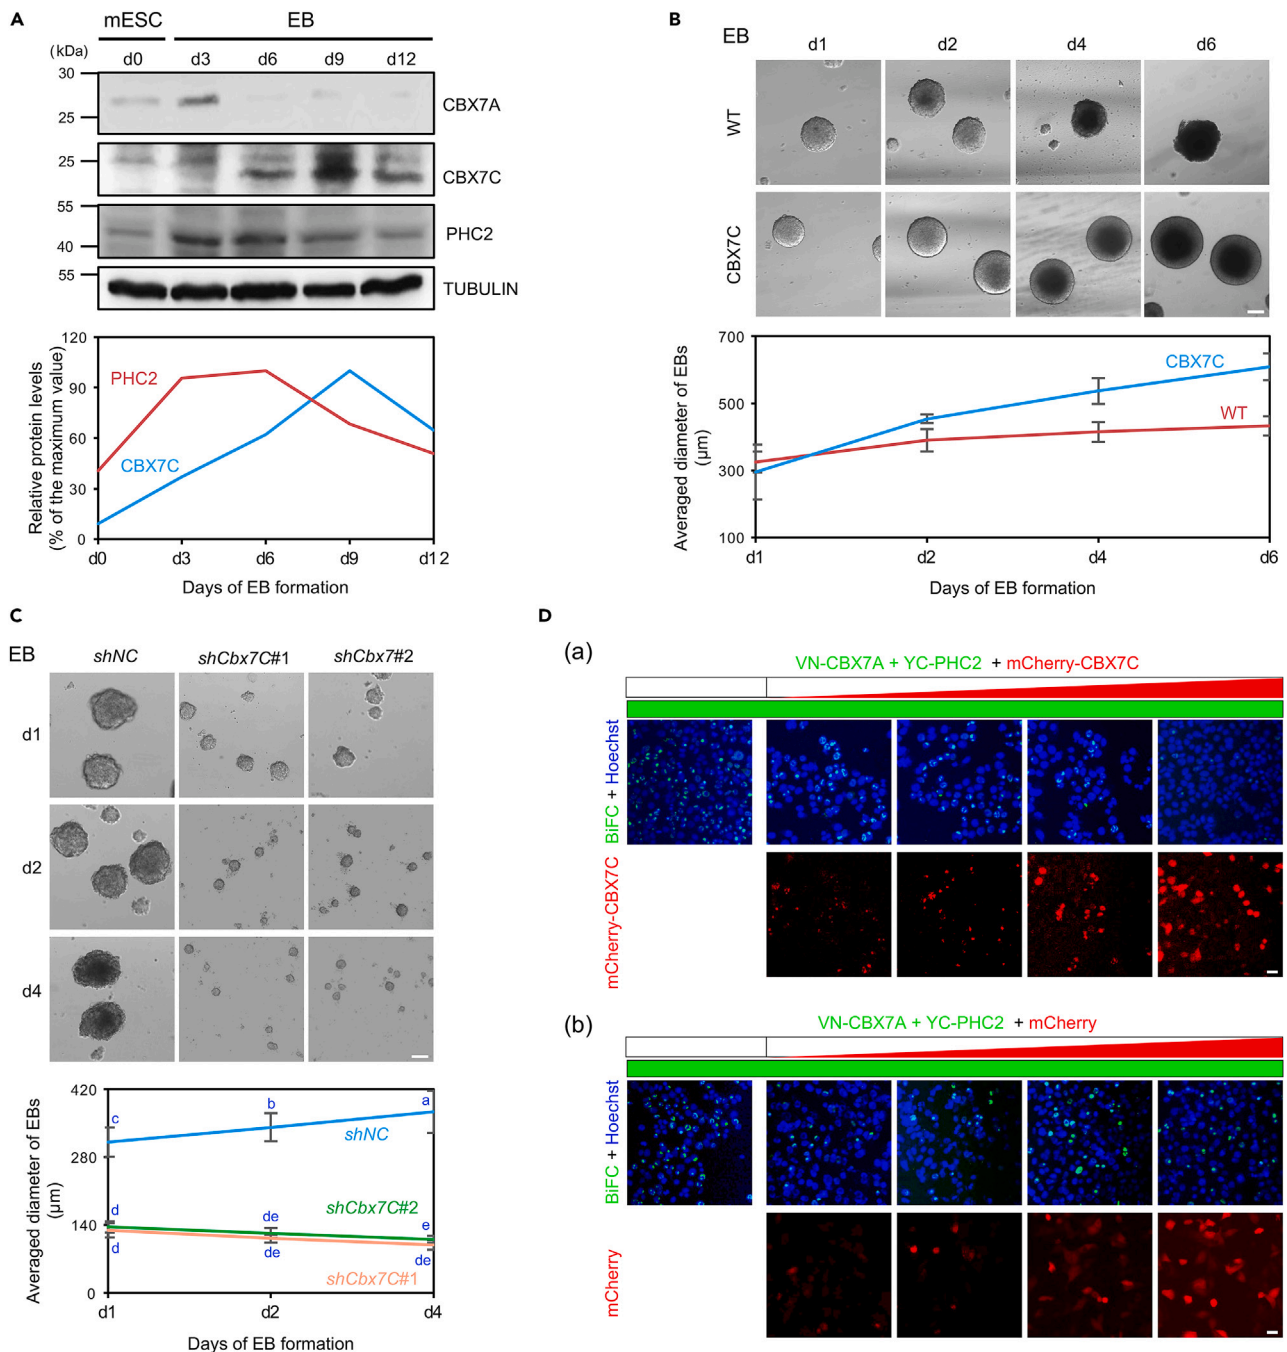 A
mESC EB
(kDa) d0 d3 d6 d9 d12
30
25
CBX7A
25
CBX7C
55
40
PHC2
55
TUBULIN
Relative protein levels
(% of the maximum value)
120
90
60
30
0
PHC2
CBX7C
d0 d3 d6 d9 d12
Days of EB formation
B
EB d1 d2 d4 d6
WT
CBX7C
Averaged diameter of EBs
(μm)
700
500
300
100
CBX7C
WT
d1 d2 d4 d6
Days of EB formation
C
EB shNC shCbx7C#1 shCbx7#2
d1
d2
d4
Averaged diameter of EBs
(μm)
420
280
140
0
c b a
shNC
d de e
shCbx7C#2
d de de
shCbx7C#1
d1 d2 d4
Days of EB formation
D
(a)
VN-CBX7A + YC-PHC2 + mCherry-CBX7C
BiFC + Hoechst
mCherry-CBX7C
(b)
VN-CBX7A + YC-PHC2 + mCherry
BiFC + Hoechst
mCherry